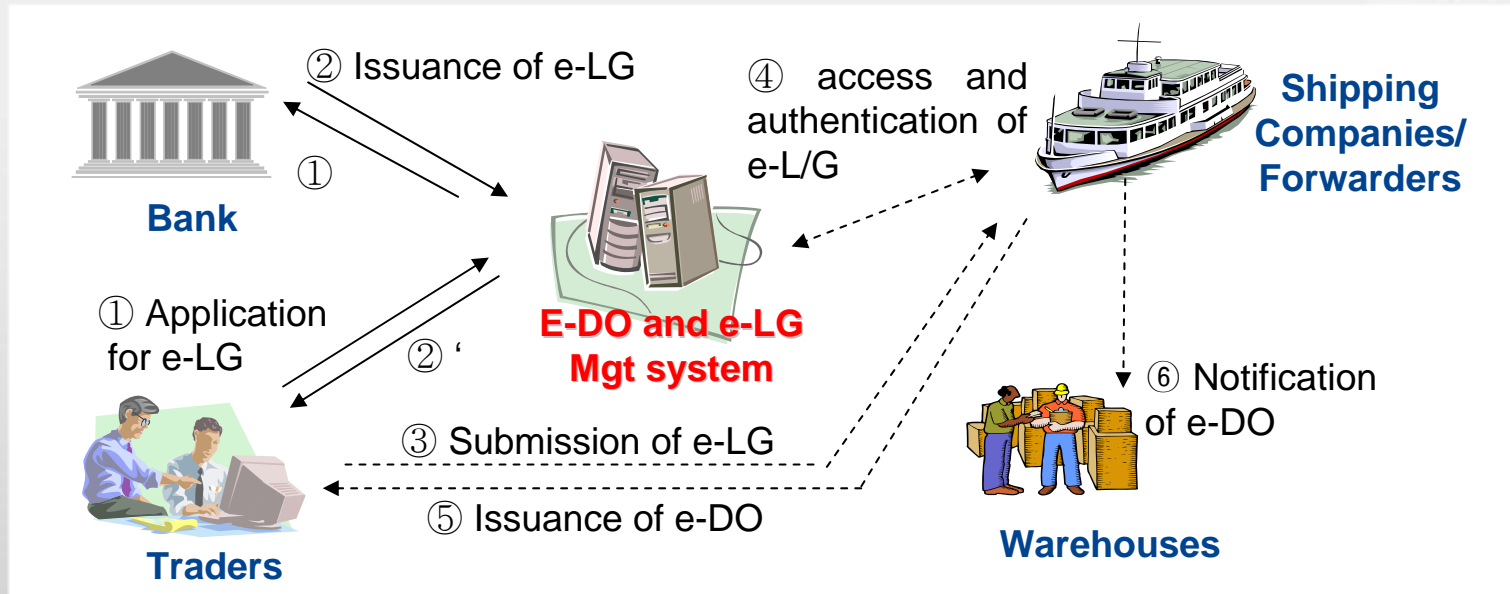 ② Issuance of e-LG
①
Bank
④ access and
authentication of
e-L/G
Shipping
Companies/
Forwarders
① Application
for e-LG
② ‘
E-DO and e-LG
Mgt system
③ Submission of e-LG
⑤ Issuance of e-DO
Traders
⑥ Notification
of e-DO
Warehouses